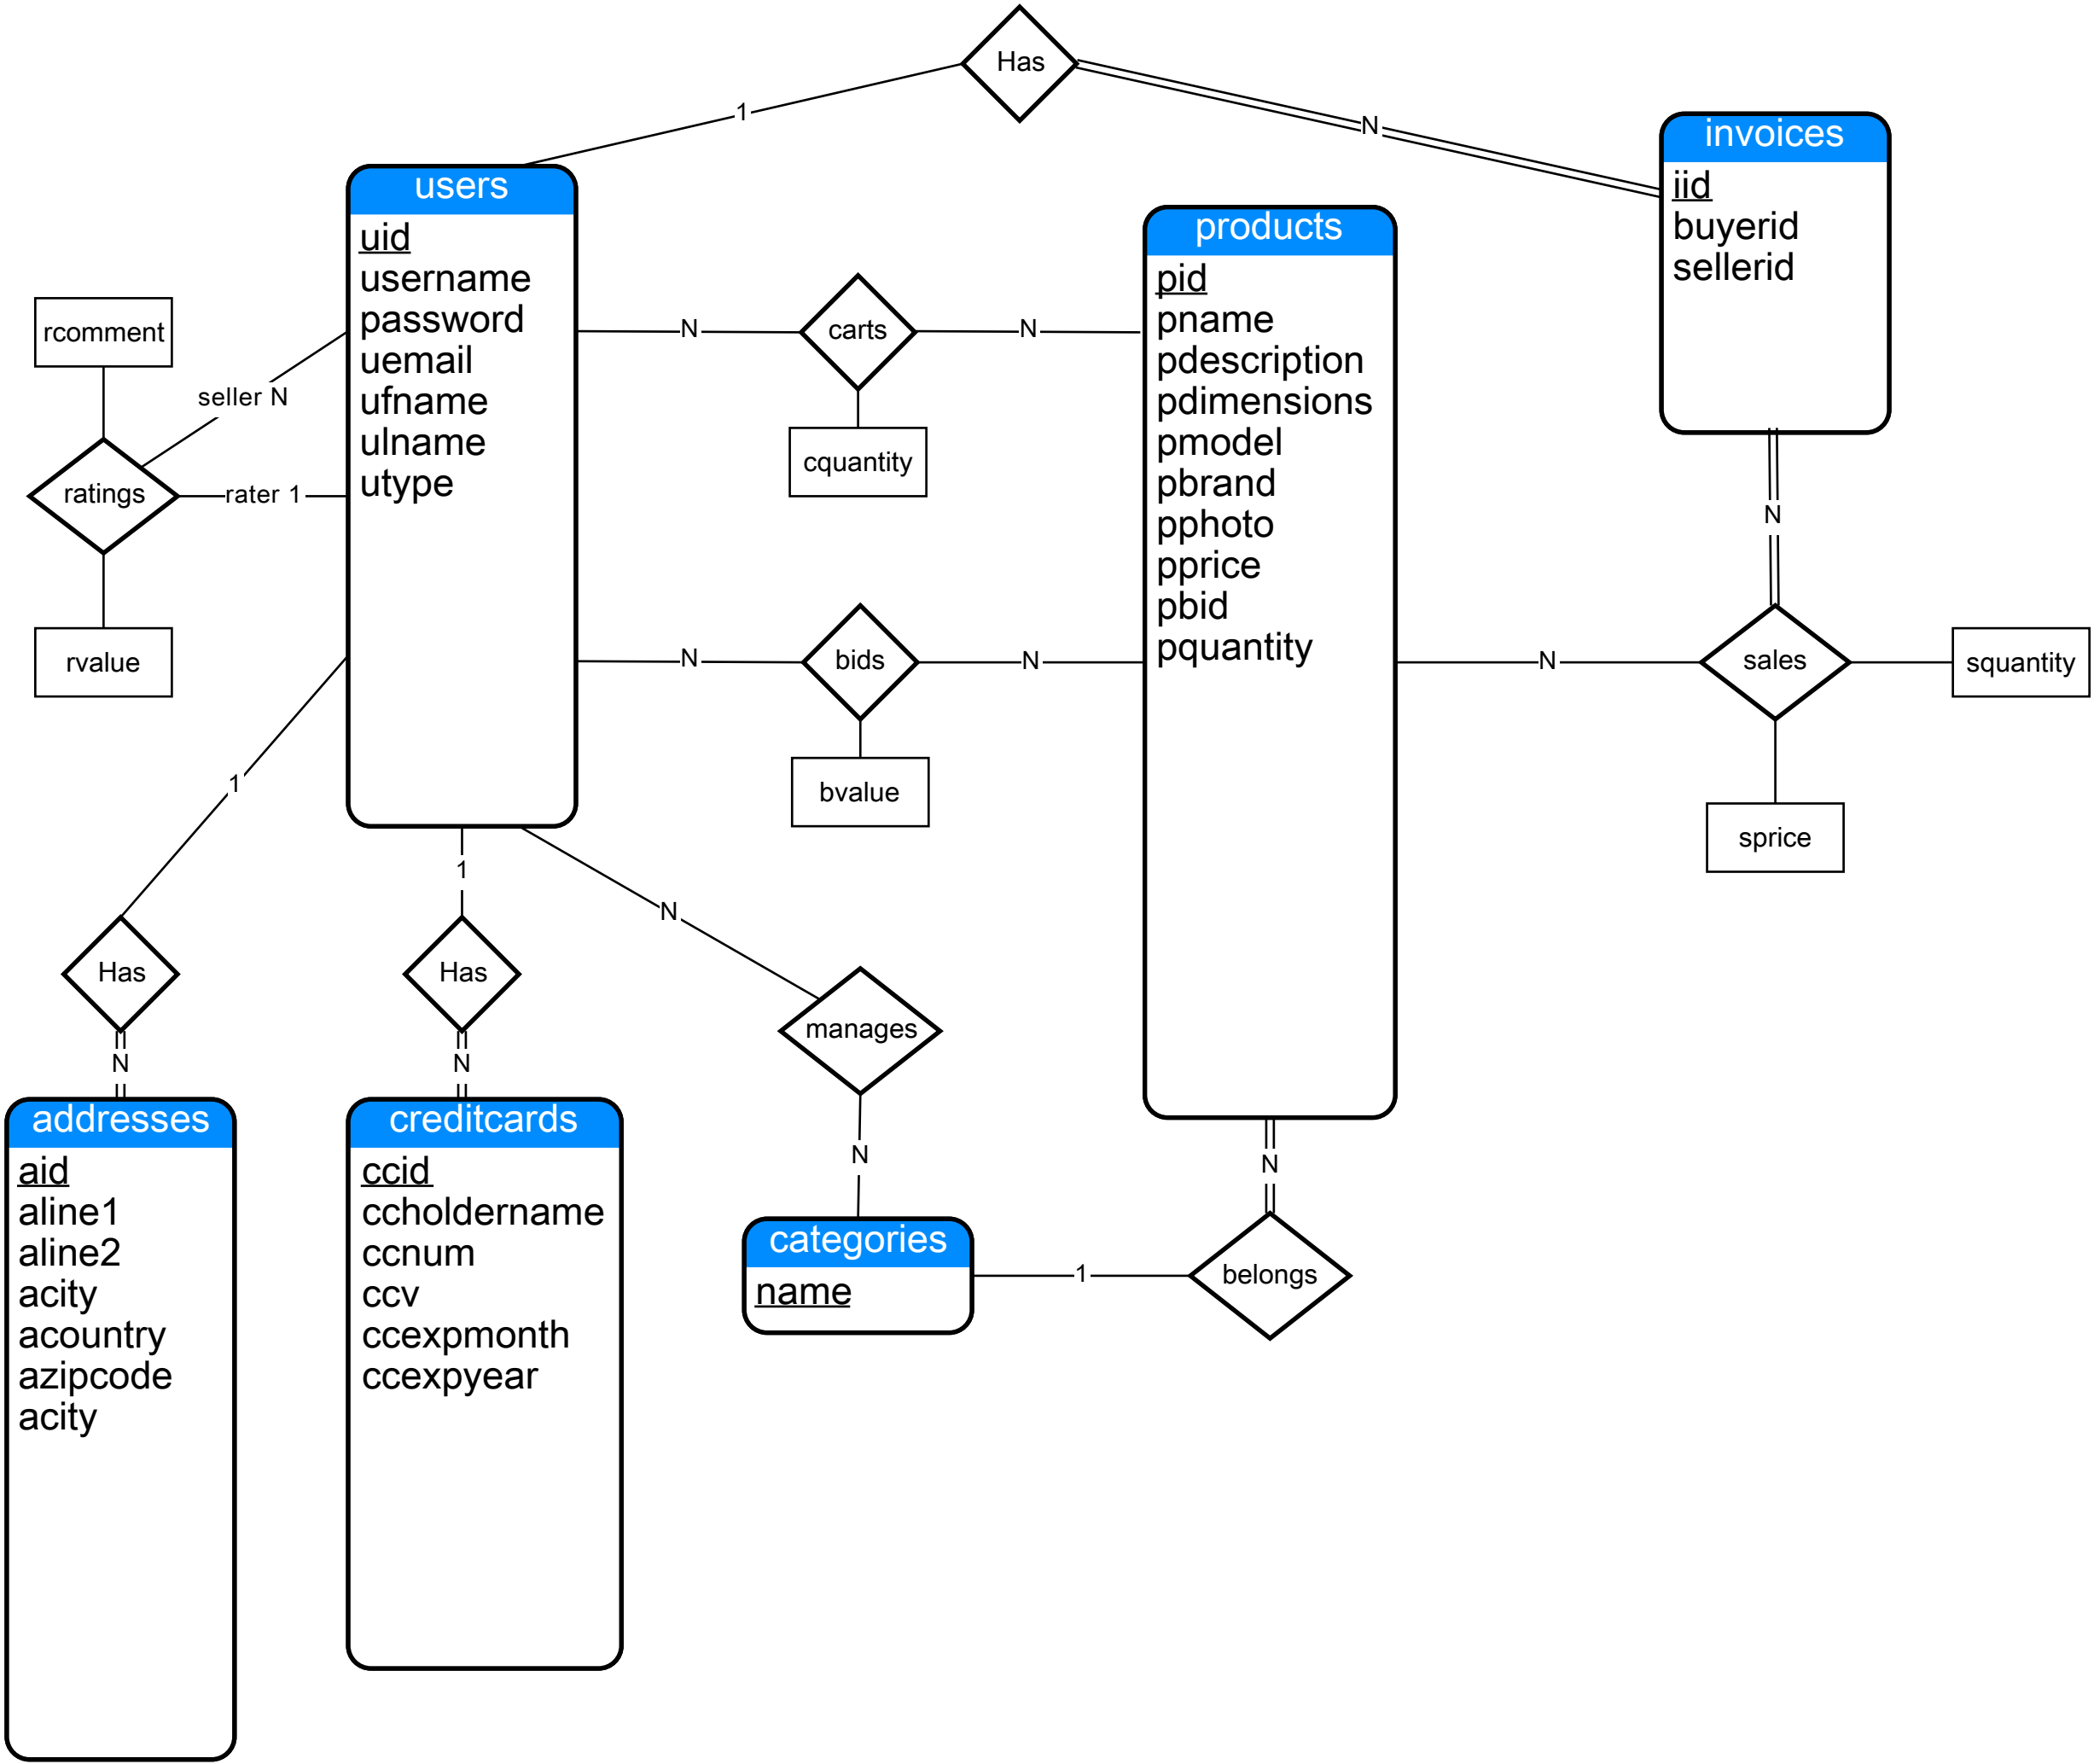 Has
1
N
invoices
iid
buyerid
sellerid
users
uid
username
password
uemail
ufname
ulname
utype
products
pid
pname
pdescription
pdimensions
pmodel
pbrand
pphoto
pprice
pbid
pquantity
rcomment
seller N
ratings
rater 1
rvalue
N
carts
N
cquantity
N
bids
N
bvalue
N
N
sales
squantity
sprice
1
1
N
Has
Has
manages
N
N
N
N
addresses
aid
aline1
aline2
acity
acountry
azipcode
acity
creditcards
ccid
ccholdername
ccnum
ccv
ccexpmonth
ccexpyear
categories
name
1
belongs